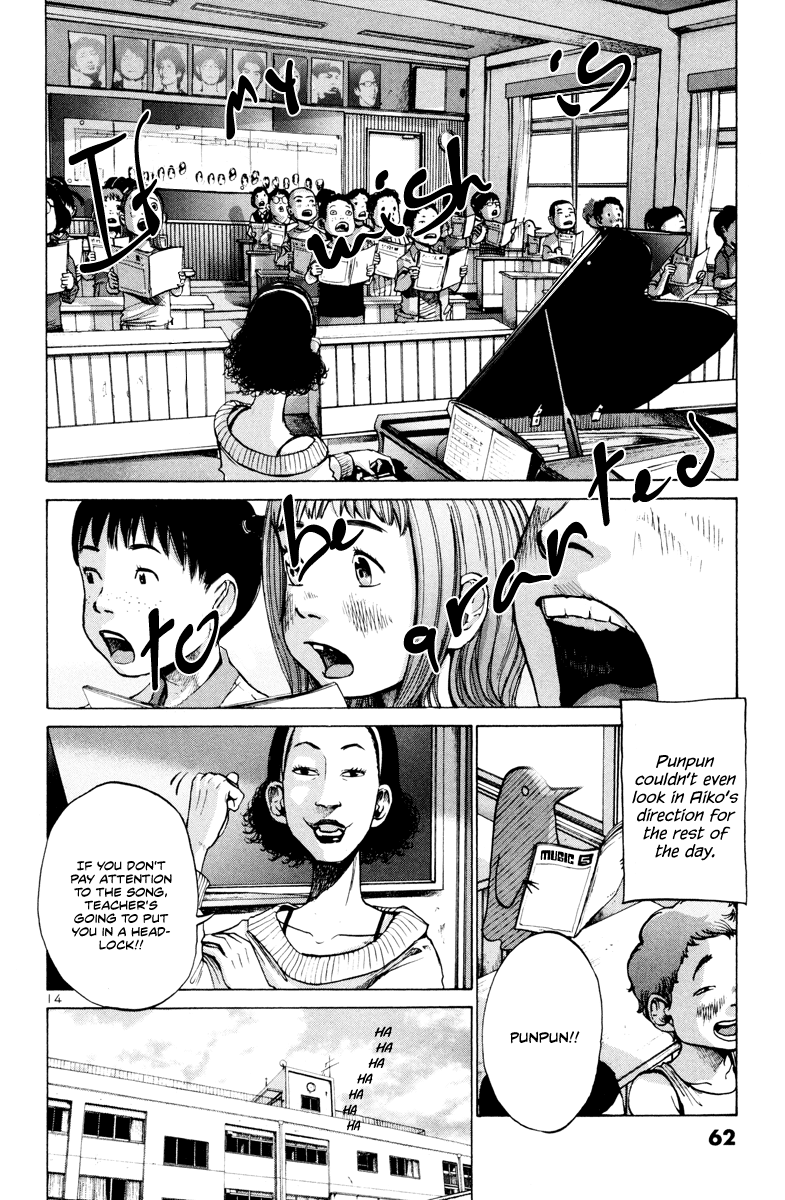 If my wish is
to be granted
Punpun
couldn't even
look in Aiko's
direction for
the rest of
the day.
IF YOU DON'T
PAY ATTENTION
TO THE SONG,
TEACHER'S
GOING TO PUT
YOU IN A HEAD-
LOCK!!
MUSIC 5
PUNPUN!!
14
HA
HA
HA
HA
HA
HA
HA
62